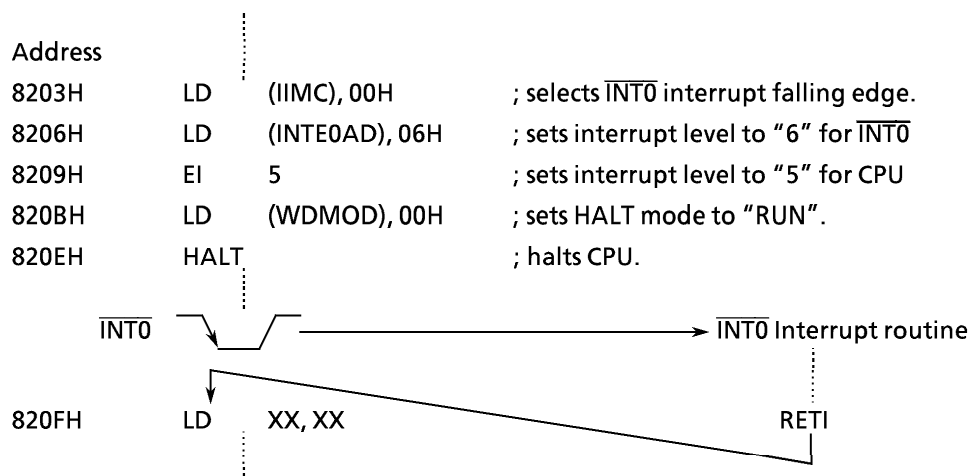 Address
8203H LD (IIMC), 00H ; selects INT0 interrupt falling edge.
8206H LD (INTE0AD), 06H ; sets interrupt level to “6” for INT0
8209H EI 5 ; sets interrupt level to “5” for CPU
820BH LD (WDMOD), 00H ; sets HALT mode to “RUN”.
820EH HALT ; halts CPU.
INT0 INT0 Interrupt routine
820FH LD XX, XX RETI